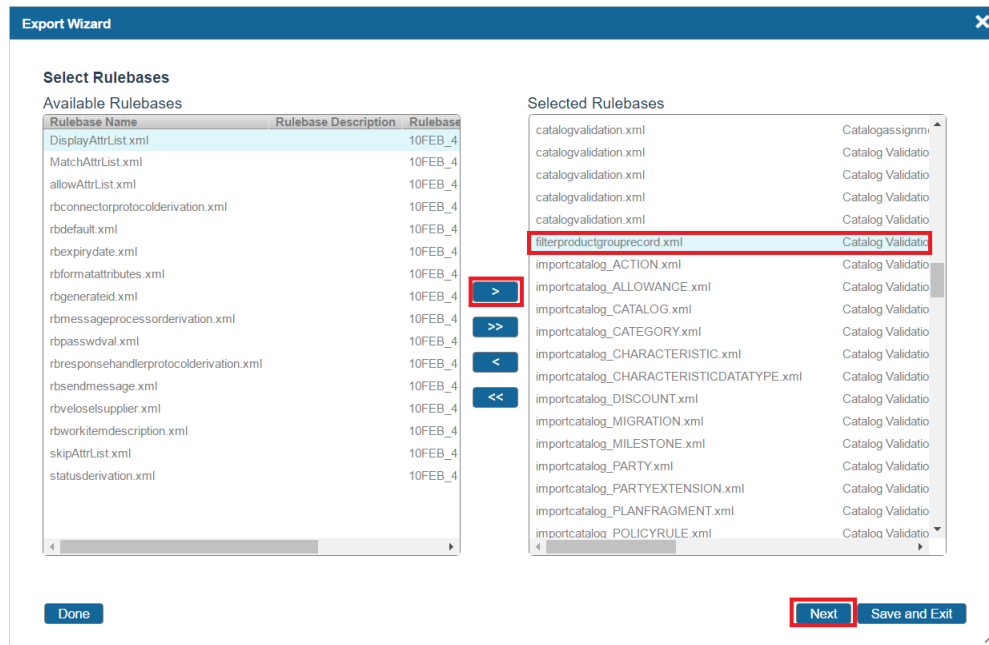 Export Wizard
Select Rulebases
Available Rulebases
Rulebase Name Rulebase Description Rulebase
DisplayAttrList.xml 10FEB_4
MatchAttrList.xml 10FEB_4
allowAttrList.xml 10FEB_4
rbconnectorprotocolderivation.xml 10FEB_4
rbdefault.xml 10FEB_4
rbexpirydate.xml 10FEB_4
rbformatattributes.xml 10FEB_4
rbgenerateid.xml 10FEB_4
rbmessageprocessorderivation.xml 10FEB_4
rbpasswdval.xml 10FEB_4
rbresponsehandlerprotocolderivation.xml 10FEB_4
rbsendmessage.xml 10FEB_4
rbveloselsupplier.xml 10FEB_4
rbworkitemdescription.xml 10FEB_4
skipAttrList.xml 10FEB_4
statusderivation.xml 10FEB_4
>
>>
<
<<
Selected Rulebases
catalogvalidation.xml Catalogassignm
catalogvalidation.xml Catalog Validatio
catalogvalidation.xml Catalog Validatio
catalogvalidation.xml Catalog Validatio
catalogvalidation.xml Catalog Validatio
filterproductgrouprecord.xml Catalog Validatio
importcatalog_ACTION.xml Catalog Validatio
importcatalog_ALLOWANCE.xml Catalog Validatio
importcatalog_CATALOG.xml Catalog Validatio
importcatalog_CATEGORY.xml Catalog Validatio
importcatalog_CHARACTERISTIC.xml Catalog Validatio
importcatalog_CHARACTERISTICDATATYPE.xml Catalog Validatio
importcatalog_DISCOUNT.xml Catalog Validatio
importcatalog_MIGRATION.xml Catalog Validatio
importcatalog_MILESTONE.xml Catalog Validatio
importcatalog_PARTY.xml Catalog Validatio
importcatalog_PARTYEXTENSION.xml Catalog Validatio
importcatalog_PLANFRAGMENT.xml Catalog Validatio
importcatalog_POLICYRULE.xml Catalog Validatio
Done Next Save and Exit